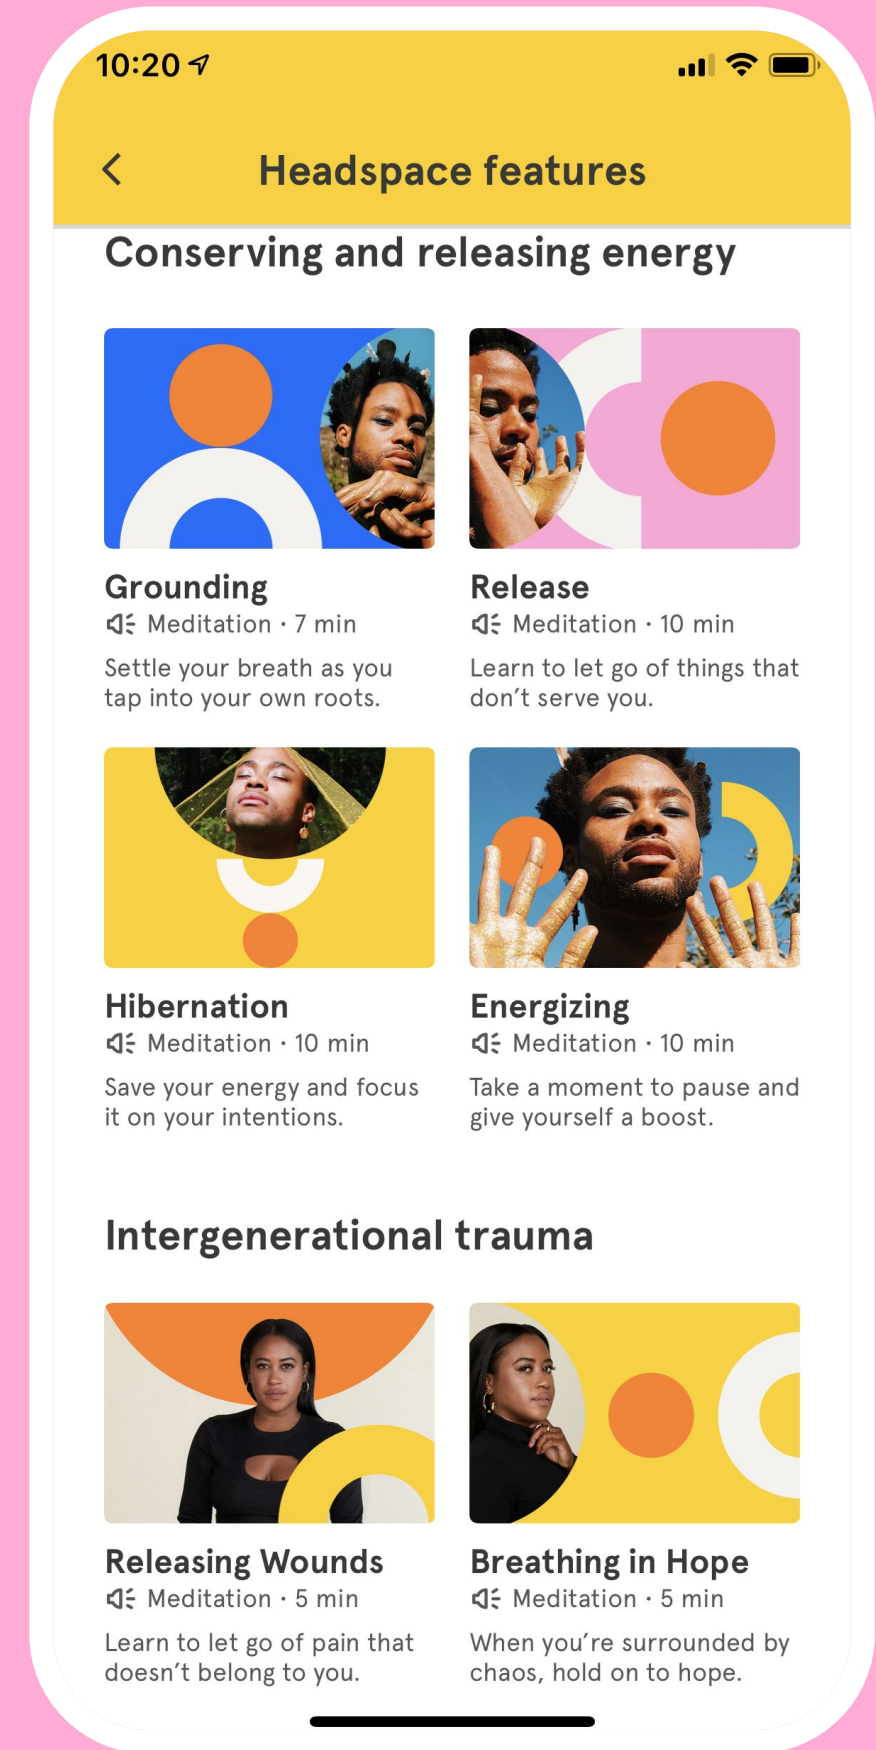 10:20
Headspace features
Conserving and releasing energy
Grounding
Meditation · 7 min
Settle your breath as you
tap into your own roots.
Release
Meditation · 10 min
Learn to let go of things that
don’t serve you.
Hibernation
Meditation · 10 min
Save your energy and focus
it on your intentions.
Energizing
Meditation · 10 min
Take a moment to pause and
give yourself a boost.
Intergenerational trauma
Releasing Wounds
Meditation · 5 min
Learn to let go of pain that
doesn’t belong to you.
Breathing in Hope
Meditation · 5 min
When you’re surrounded by
chaos, hold on to hope.